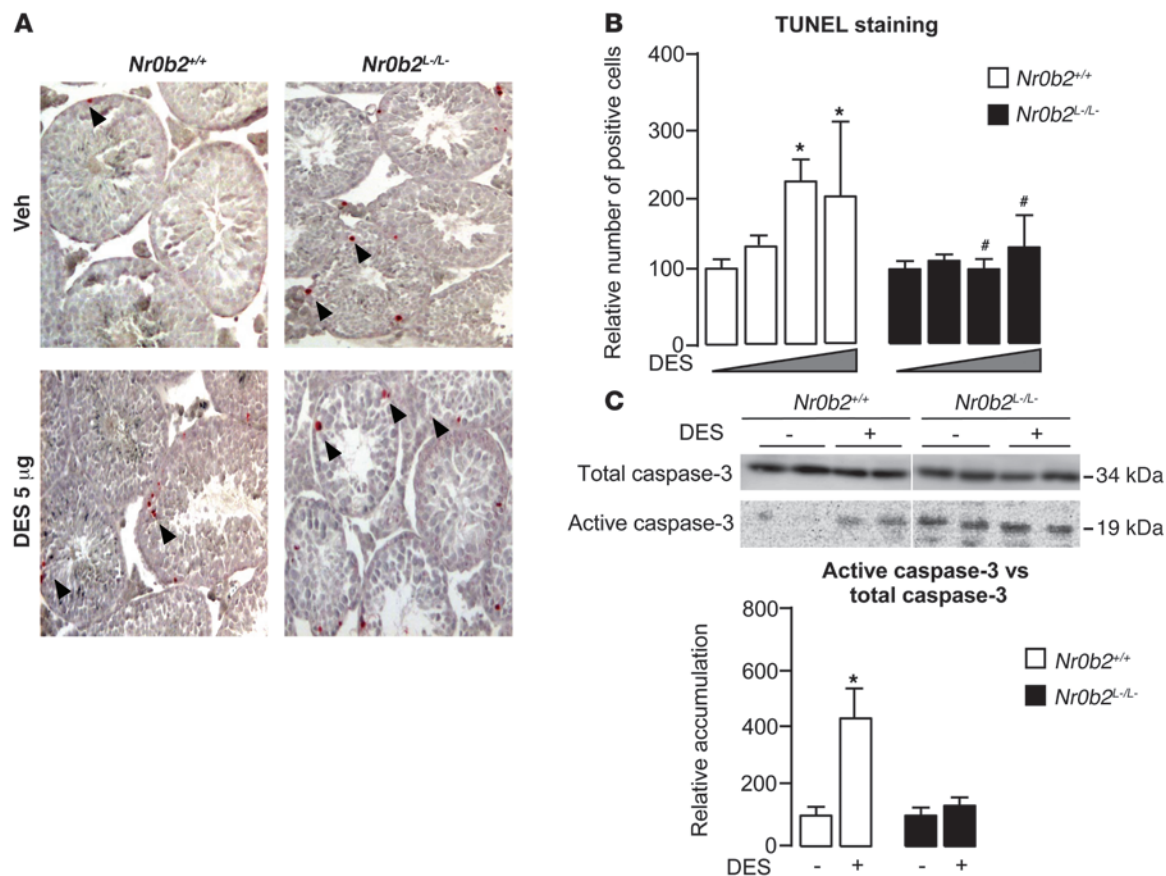 A
Nr0b2+/+ Nr0b2L-/L-
Veh
DES 5 μg
B
TUNEL staining
Relative number of positive cells
400
300
200
100
0
* *
# #
Nr0b2+/+
Nr0b2L-/L-
DES
C
Nr0b2+/+ Nr0b2L-/L-
DES - + - +
Total caspase-3 –34 kDa
Active caspase-3 –19 kDa
Active caspase-3 vs
total caspase-3
Relative accumulation
800
600
400
200
0
*
Nr0b2+/+
Nr0b2L-/L-
DES - + - +